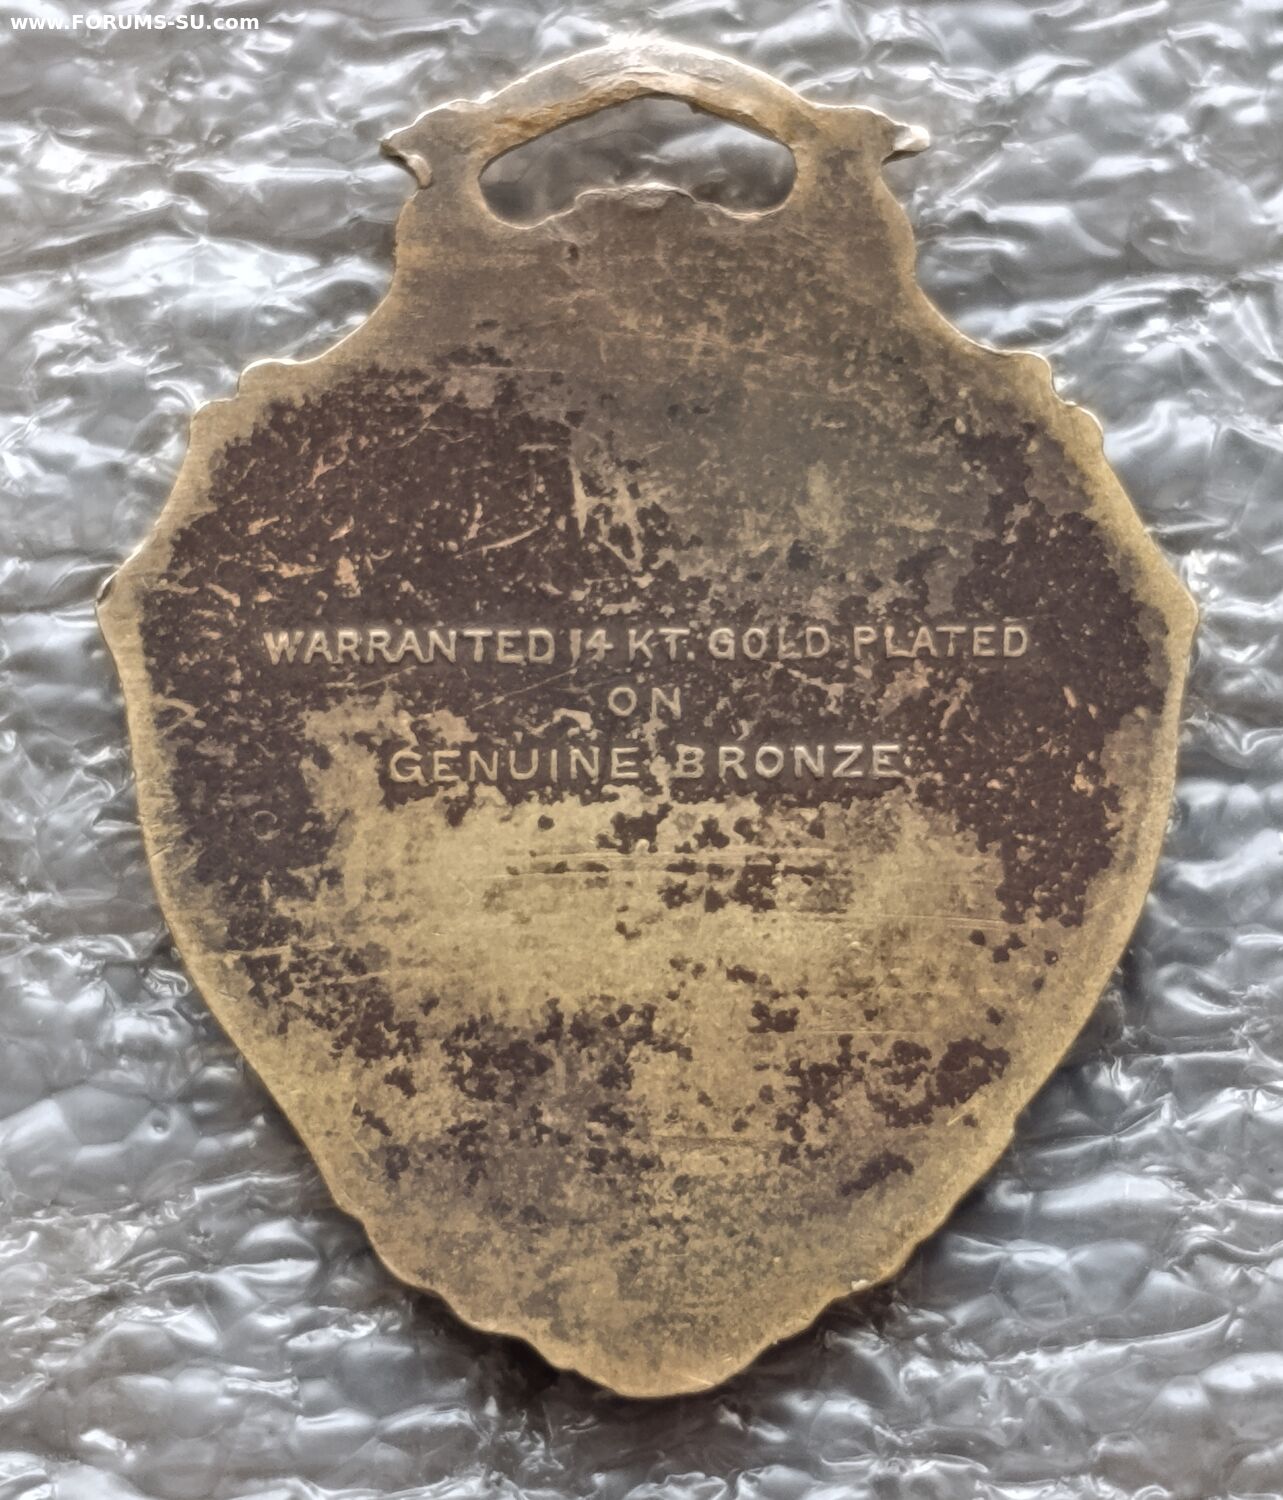 www.FORUMS-SU.com
WARRANTED 14 KT. GOLD PLATED
ON
GENUINE BRONZE